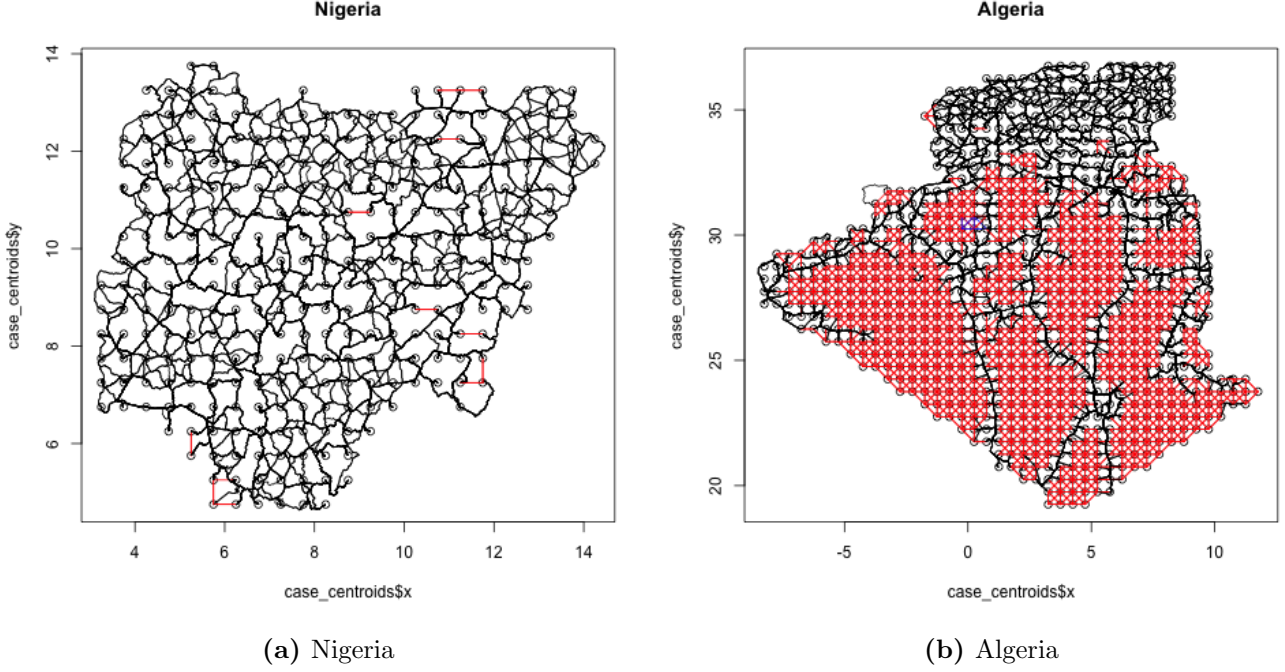 Nigeria
14
12
10
8
6
case_centroids$y
4 6 8 10 12 14
case_centroids$x
(a) Nigeria
Algeria
35
30
25
20
case_centroids$y
-5 0 5 10
case_centroids$x
(b) Algeria